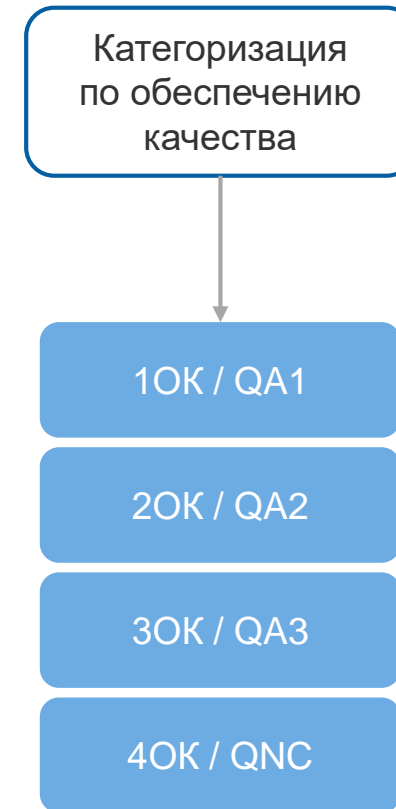 Категоризация
по обеспечению
качества
1ОК / QA1
2ОК / QA2
3ОК / QA3
4ОК / QNC